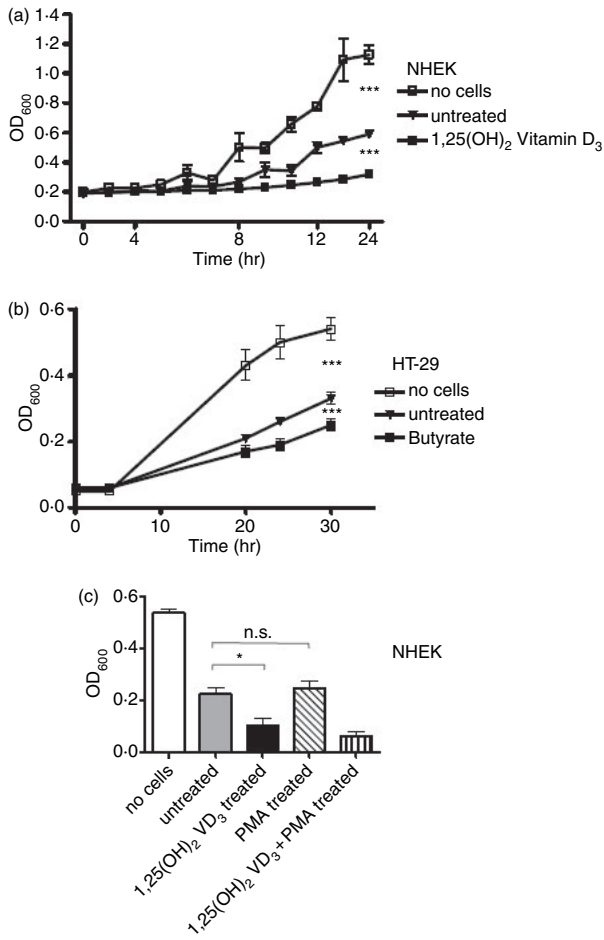 (a)
1·4
1·2
1·0
0·8
0·6
0·4
0·2
0·0
OD600
0 4 8 12 24
Time (hr)
NHEK
no cells
untreated
1,25(OH)2 Vitamin D3
***
***
(b)
0·6
0·4
0·2
0·0
OD600
0 10 20 30
Time (hr)
HT-29
no cells
untreated
Butyrate
***
***
(c)
0·6
0·4
0·2
0·0
OD600
n.s.
*
NHEK
no cells
untreated
1,25(OH)2 VD3 treated
PMA treated
1,25(OH)2 VD3+PMA treated